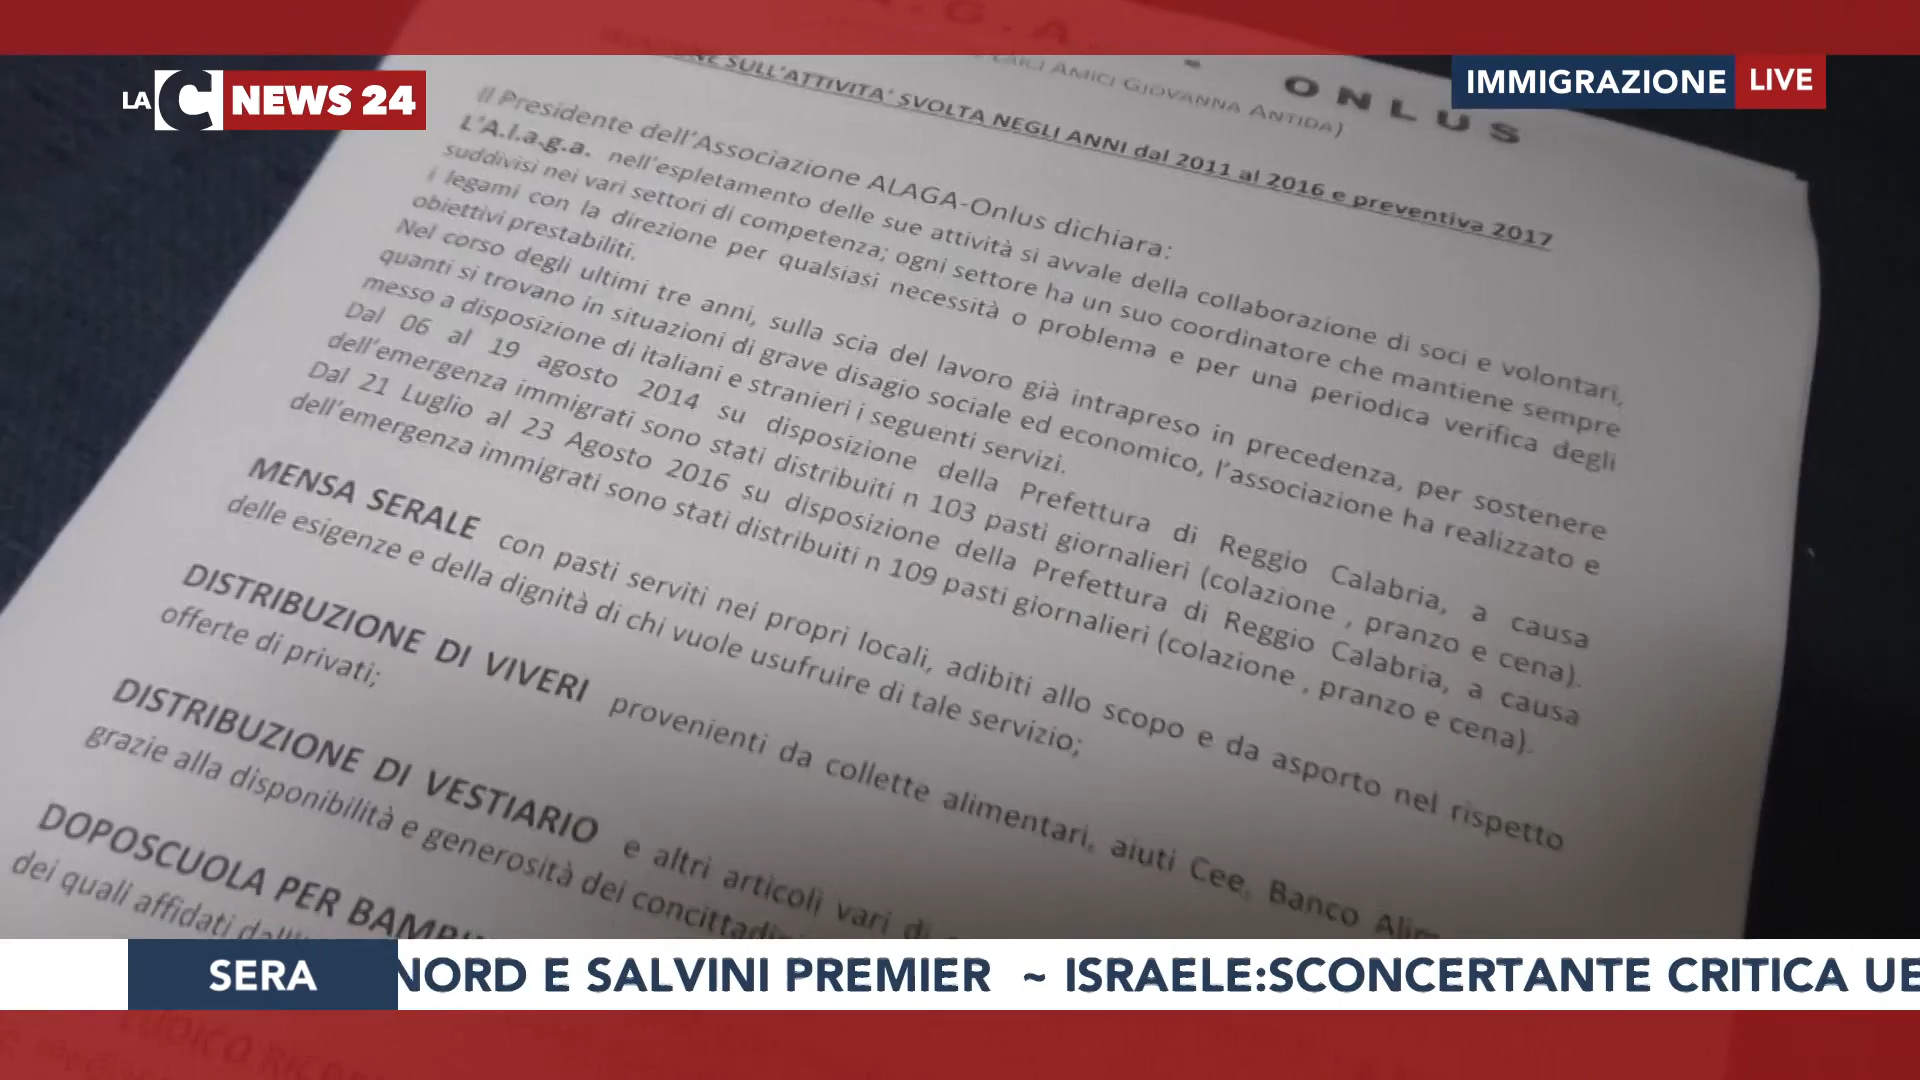 LA C NEWS 24
IMMIGRAZIONE LIVE
.G.A. - ONLUS
AMICI GIOVANNA ANTIDA)
SULL'ATTIVITA' SVOLTA NEGLI ANNI dal 2011 al 2016 e preventiva 2017
Il Presidente dell'Associazione ALAGA-Onlus dichiara:
L'A.l.a.g.a. nell'espletamento delle sue attività si avvale della collaborazione di soci e volontari,
suddivisi nei vari settori di competenza; ogni settore ha un suo coordinatore che mantiene sempre
i legami con la direzione per qualsiasi necessità o problema e per una periodica verifica degli
obiettivi prestabiliti.
Nel corso degli ultimi tre anni, sulla scia del lavoro già intrapreso in precedenza, per sostenere
quanti si trovano in situazioni di grave disagio sociale ed economico, l'associazione ha realizzato e
messo a disposizione di italiani e stranieri i seguenti servizi.
Dal 06 al 19 agosto 2014 su disposizione della Prefettura di Reggio Calabria, a causa
dell'emergenza immigrati sono stati distribuiti n 103 pasti giornalieri (colazione , pranzo e cena).
Dal 21 Luglio al 23 Agosto 2016 su disposizione della Prefettura di Reggio Calabria, a causa
dell'emergenza immigrati sono stati distribuiti n 109 pasti giornalieri (colazione , pranzo e cena).
MENSA SERALE con pasti serviti nei propri locali, adibiti allo scopo e da asporto nel rispetto
delle esigenze e della dignità di chi vuole usufruire di tale servizio;
DISTRIBUZIONE DI VIVERI provenienti da collette alimentari, aiuti Cee, Banco Alim
offerte di privati;
DISTRIBUZIONE DI VESTIARIO e altri articoli vari di
grazie alla disponibilità e generosità dei concittadini
DOPOSCUOLA PER BAMBI
dei quali affidati dall'
SERA NORD E SALVINI PREMIER ~ ISRAELE:SCONCERTANTE CRITICA UE